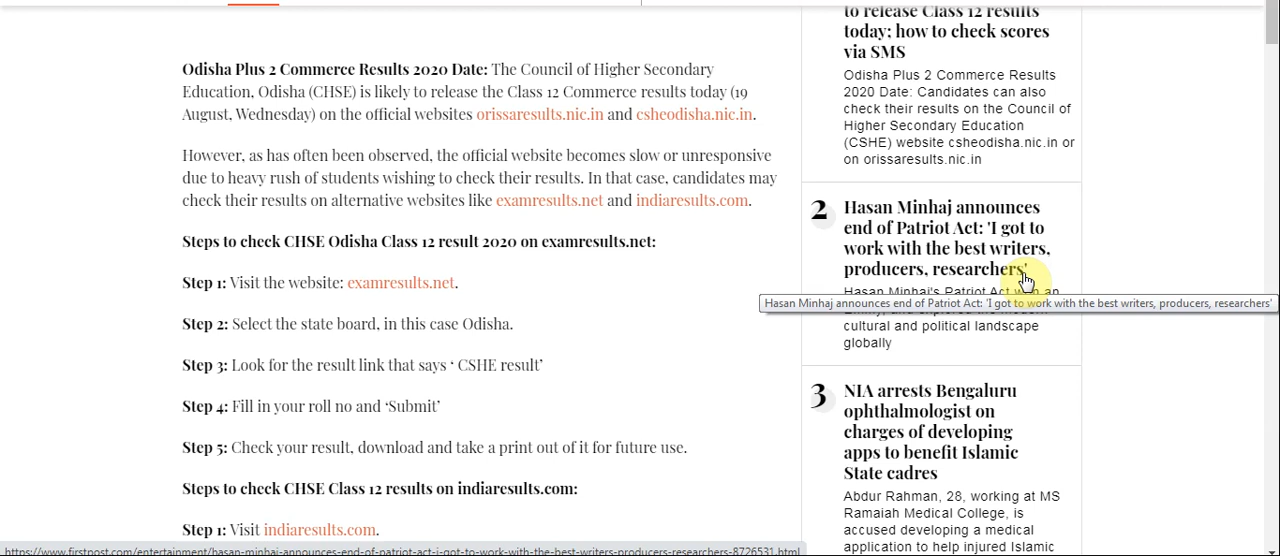 Odisha Plus 2 Commerce Results 2020 Date: The Council of Higher Secondary
Education, Odisha (CHSE) is likely to release the Class 12 Commerce results today (19
August, Wednesday) on the official websites orissaresults.nic.in and csheodisha.nic.in.
However, as has often been observed, the official website becomes slow or unresponsive
due to heavy rush of students wishing to check their results. In that case, candidates may
check their results on alternative websites like examresults.net and indiaresults.com.
Steps to check CHSE Odisha Class 12 result 2020 on examresults.net:
Step 1: Visit the website: examresults.net.
Step 2: Select the state board, in this case Odisha.
Step 3: Look for the result link that says ‘ CSHE result’
Step 4: Fill in your roll no and ‘Submit’
Step 5: Check your result, download and take a print out of it for future use.
Steps to check CHSE Class 12 results on indiaresults.com:
Step 1: Visit indiaresults.com.
to release Class 12 results
today; how to check scores
via SMS
Odisha Plus 2 Commerce Results
2020 Date: Candidates can also
check their results on the Council of
Higher Secondary Education
(CSHE) website csheodisha.nic.in or
on orissaresults.nic.in
2
Hasan Minhaj announces
end of Patriot Act: 'I got to
work with the best writers,
producers, researchers'
Hasan Minhaj's Patriot Act with an
Hasan Minhaj announces end of Patriot Act: 'I got to work with the best writers, producers, researchers'
cultural and political landscape
globally
3
NIA arrests Bengaluru
ophthalmologist on
charges of developing
apps to benefit Islamic
State cadres
Abdur Rahman, 28, working at MS
Ramaiah Medical College, is
accused developing a medical
application to help injured Islamic
https://www.firstpost.com/entertainment/hasan-minhaj-announces-end-of-patriot-act-i-got-to-work-with-the-best-writers-producers-researchers-8726531.html